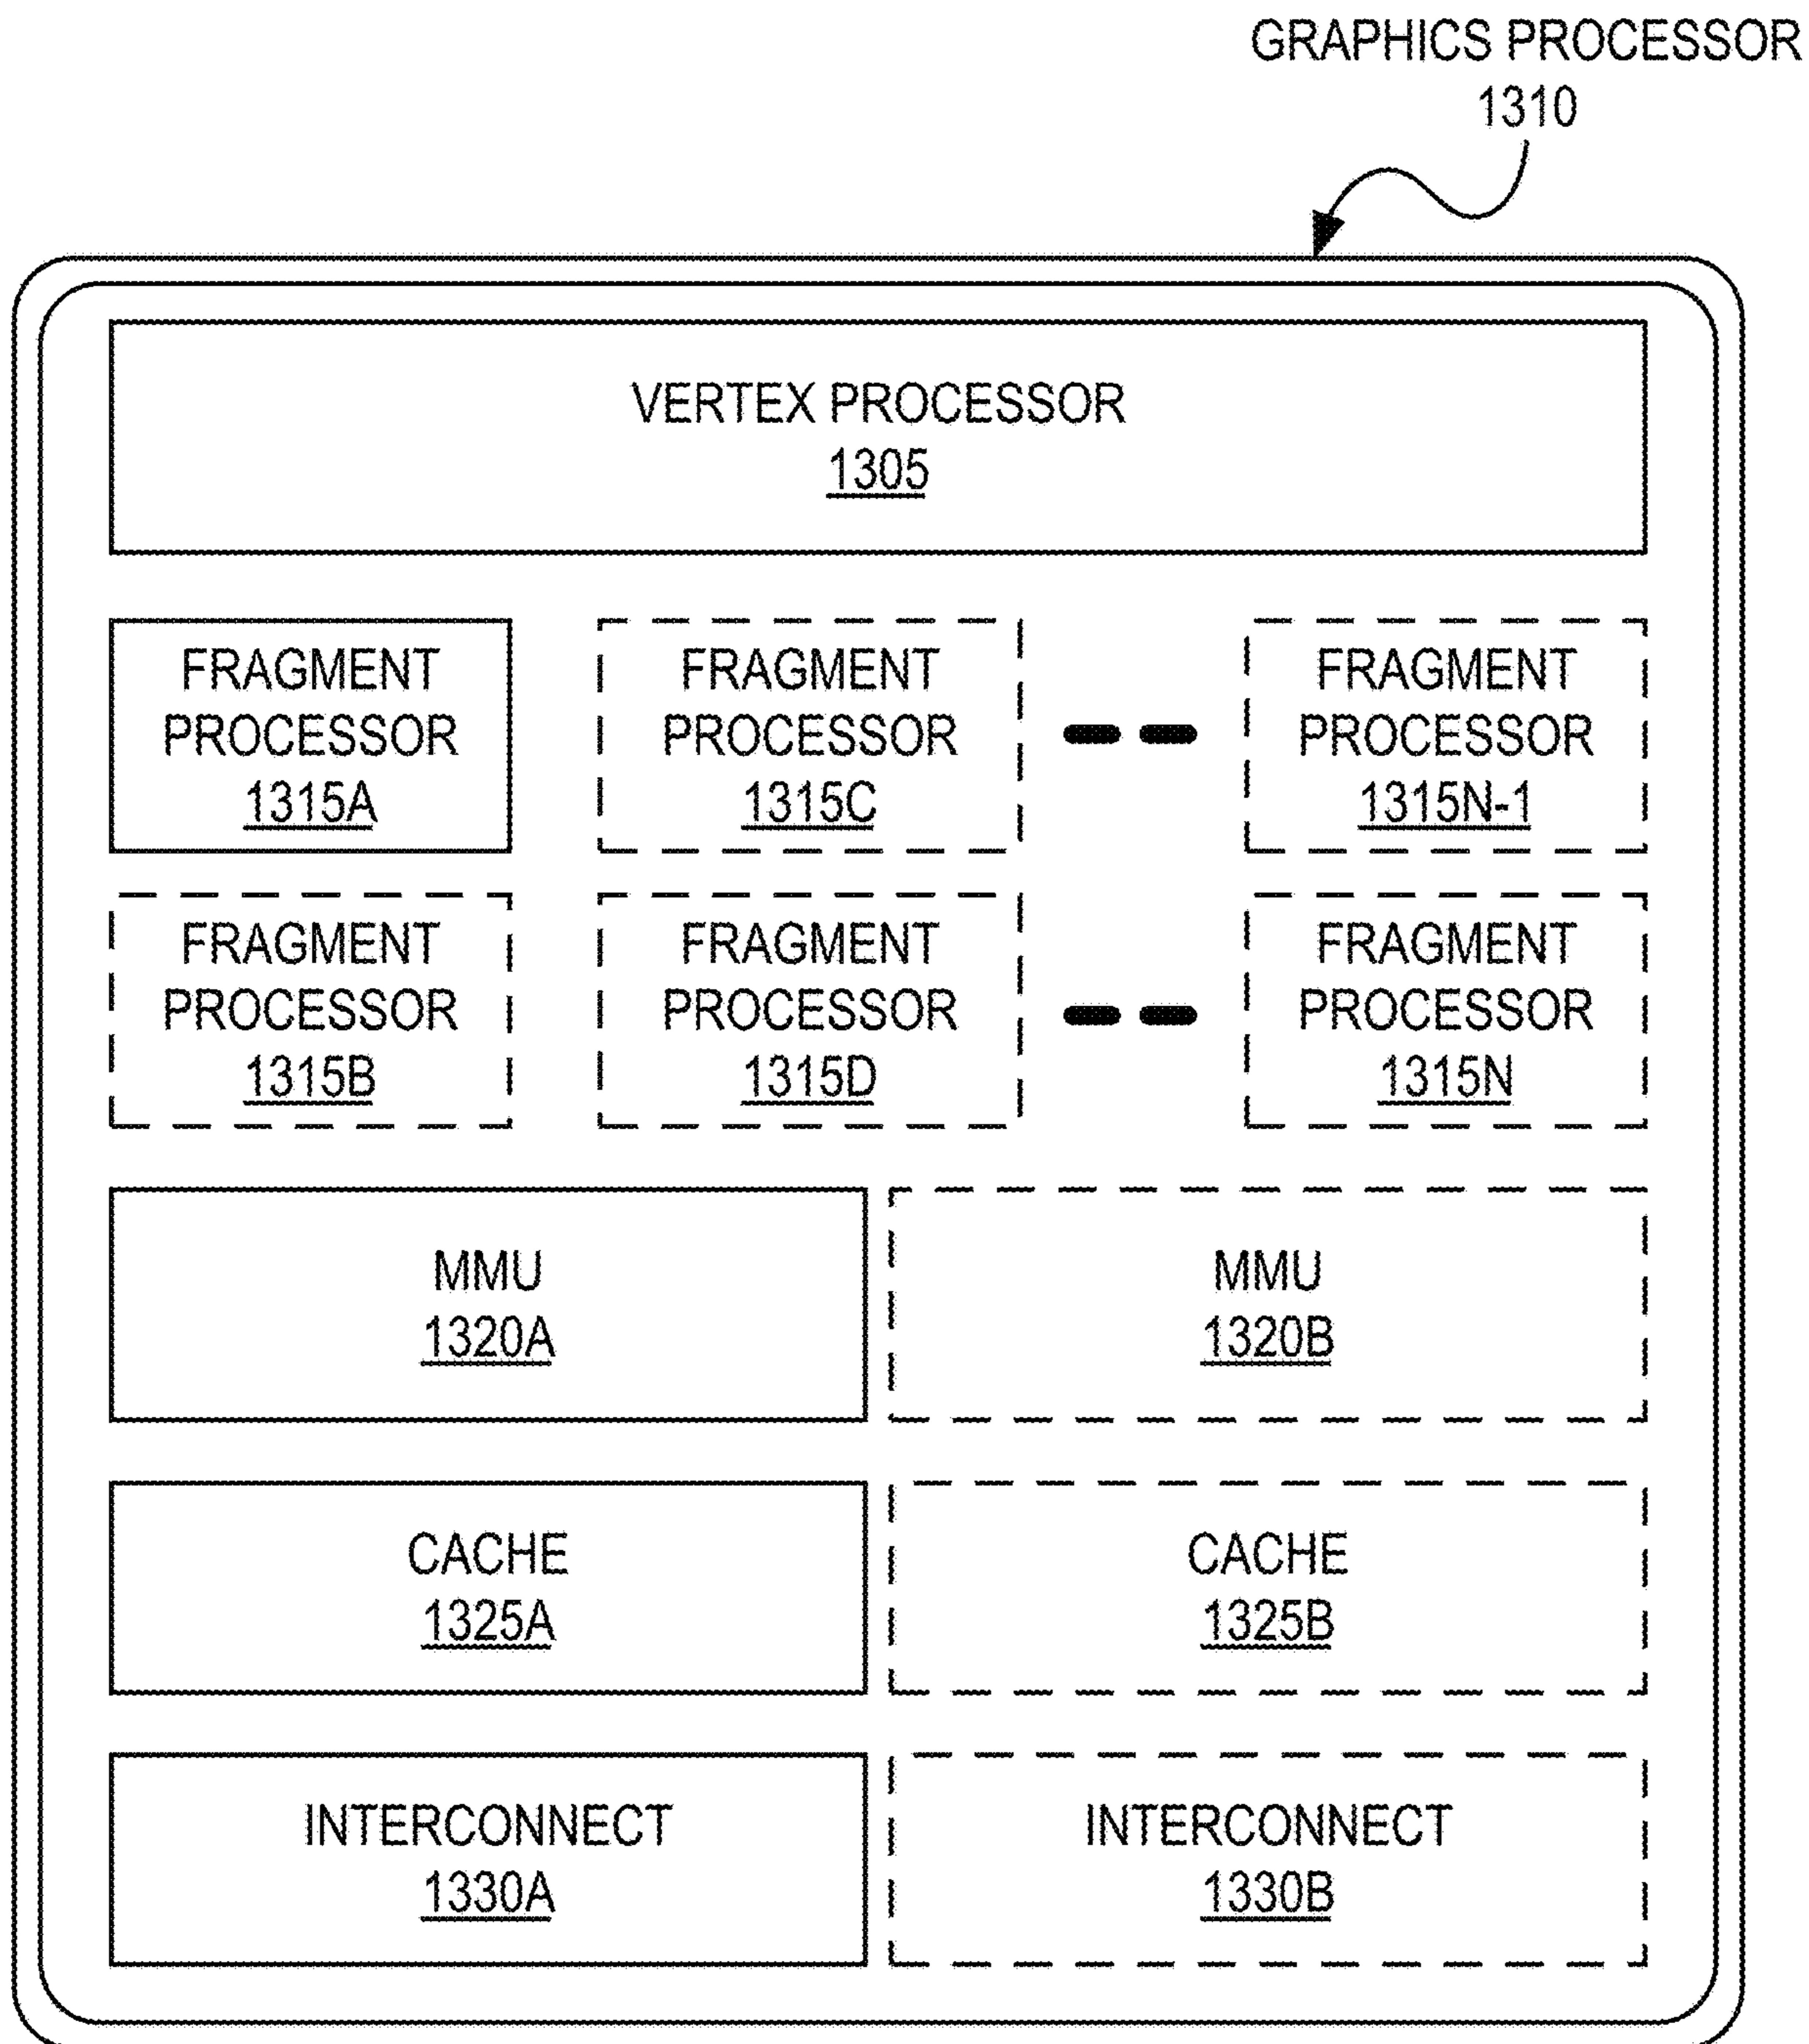 GRAPHICS PROCESSOR
1310
VERTEX PROCESSOR
1305
FRAGMENT
PROCESSOR
1315A
FRAGMENT
PROCESSOR
1315C
FRAGMENT
PROCESSOR
1315N-1
FRAGMENT
PROCESSOR
1315B
FRAGMENT
PROCESSOR
1315D
FRAGMENT
PROCESSOR
1315N
MMU
1320A
MMU
1320B
CACHE
1325A
CACHE
1325B
INTERCONNECT
1330A
INTERCONNECT
1330B